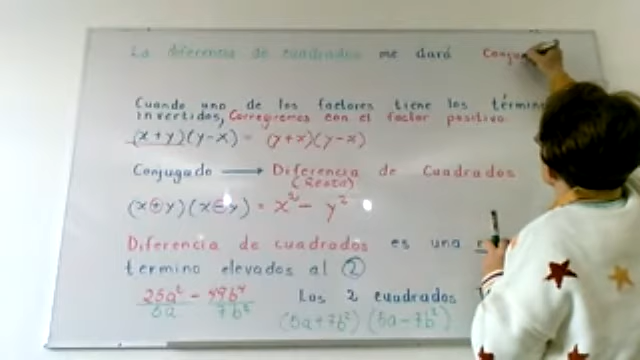 La diferencia de cuadrados me dará
Cuando uno de los factores tiene los
invertidos, Corregiremos con el factor positivo
(x+y)(y-x) = (y+x)(y-x)
Conjugado → Diferencia de Cuadrados
(Resta)
(x⊕y)(x⊖y) = x² - y²
Diferencia de cuadrados es una
termino elevados al ②
25a² - 49b⁴ Los 2 cuadrados
5a 7b² (5a+7b²) (5a-7b²)